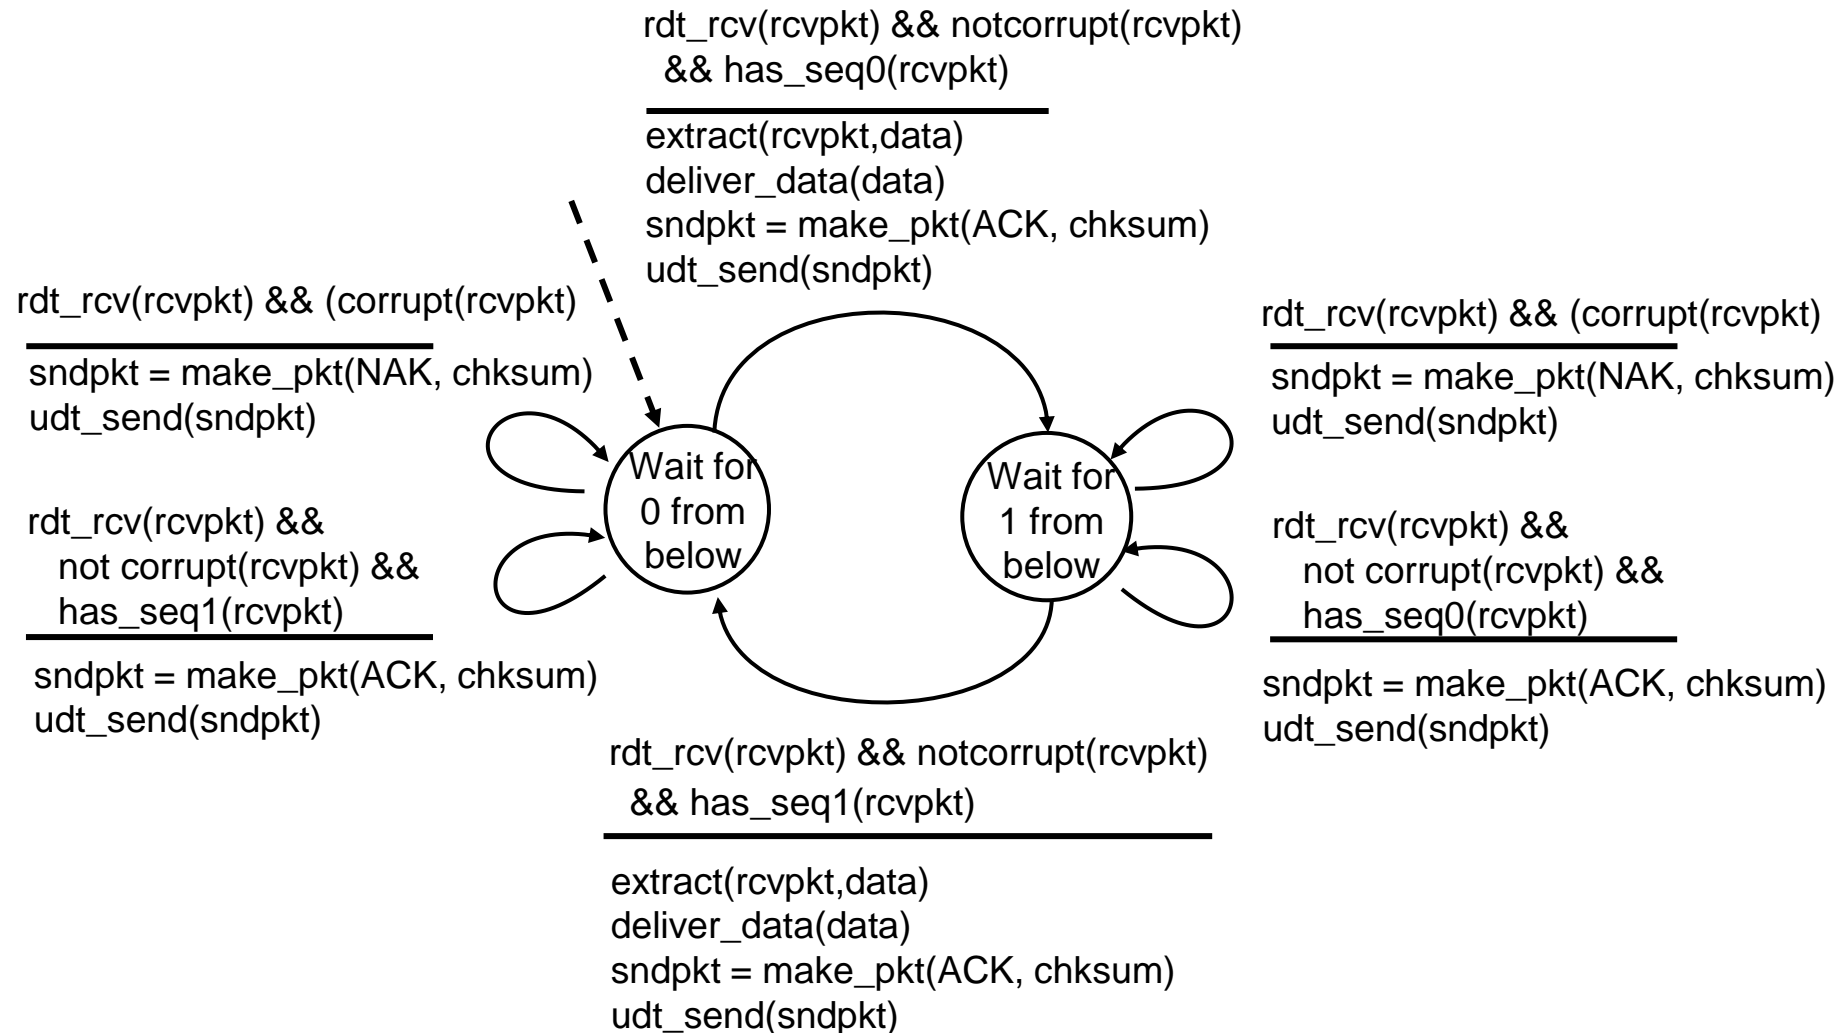 rdt_rcv(rcvpkt) && notcorrupt(rcvpkt)
&& has_seq0(rcvpkt)
extract(rcvpkt,data)
deliver_data(data)
sndpkt = make_pkt(ACK, chksum)
udt_send(sndpkt)
rdt_rcv(rcvpkt) && (corrupt(rcvpkt)
sndpkt = make_pkt(NAK, chksum)
udt_send(sndpkt)
rdt_rcv(rcvpkt) &&
not corrupt(rcvpkt) &&
has_seq1(rcvpkt)
sndpkt = make_pkt(ACK, chksum)
udt_send(sndpkt)
Wait for
0 from
below
Wait for
1 from
below
rdt_rcv(rcvpkt) && (corrupt(rcvpkt)
sndpkt = make_pkt(NAK, chksum)
udt_send(sndpkt)
rdt_rcv(rcvpkt) &&
not corrupt(rcvpkt) &&
has_seq0(rcvpkt)
sndpkt = make_pkt(ACK, chksum)
udt_send(sndpkt)
rdt_rcv(rcvpkt) && notcorrupt(rcvpkt)
&& has_seq1(rcvpkt)
extract(rcvpkt,data)
deliver_data(data)
sndpkt = make_pkt(ACK, chksum)
udt_send(sndpkt)